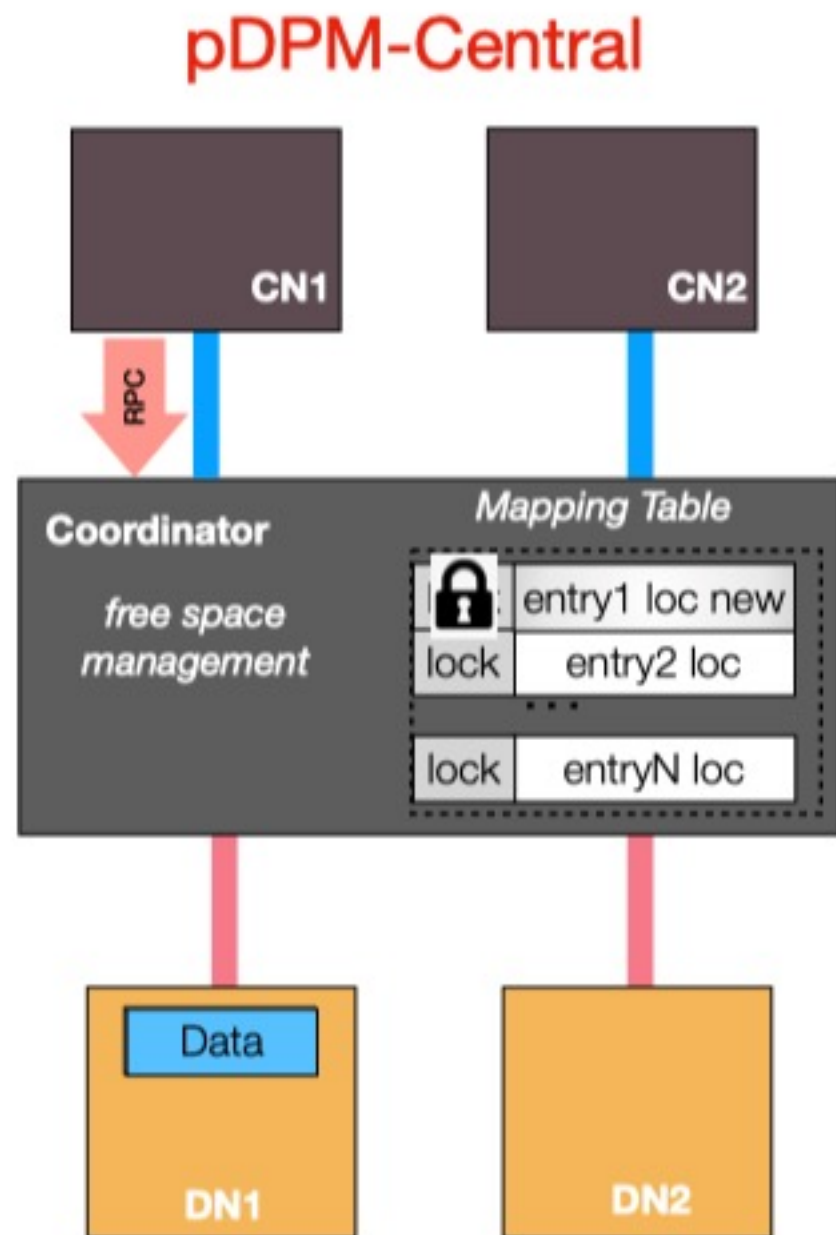 pDPM-Central
CN1
CN2
RPC
Coordinator
Mapping Table
free space
management
entry1 loc new
lock
entry2 loc
...
lock
entryN loc
Data
DN1
DN2